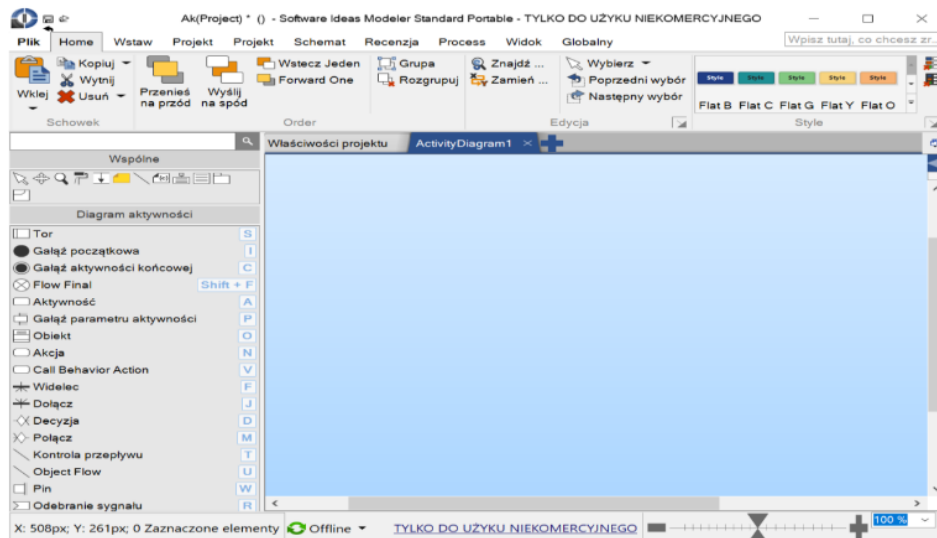 Ak(Project) * () - Software Ideas Modeler Standard Portable - TYLKO DO UŻYKU NIEKOMERCYJNEGO
Plik Home Wstaw Projekt Projekt Schemat Recenzja Process Widok Globalny Wpisz tutaj, co chcesz zr...
Wklej
Kopiuj
Wytnij
Usuń
Schowek
Przenieś na przód
Wyślij na spód
Wstecz Jeden
Forward One
Order
Grupa
Rozgrupuj
Znajdź ...
Zamień ...
Wybierz
Poprzedni wybór
Następny wybór
Edycja
Style Style Style Style Style
Flat B Flat C Flat G Flat Y Flat O
Style
Właściwości projektu ActivityDiagram1
Wspólne
Diagram aktywności
Tor S
Gałąź początkowa I
Gałąź aktywności końcowej C
Flow Final Shift + F
Aktywność A
Gałąź parametru aktywności P
Obiekt O
Akcja N
Call Behavior Action V
Widelec F
Dołącz J
Decyzja D
Połącz M
Kontrola przepływu T
Object Flow U
Pin W
Odebranie sygnału R
X: 508px; Y: 261px; 0 Zaznaczone elementy Offline TYLKO DO UŻYKU NIEKOMERCYJNEGO 100 %